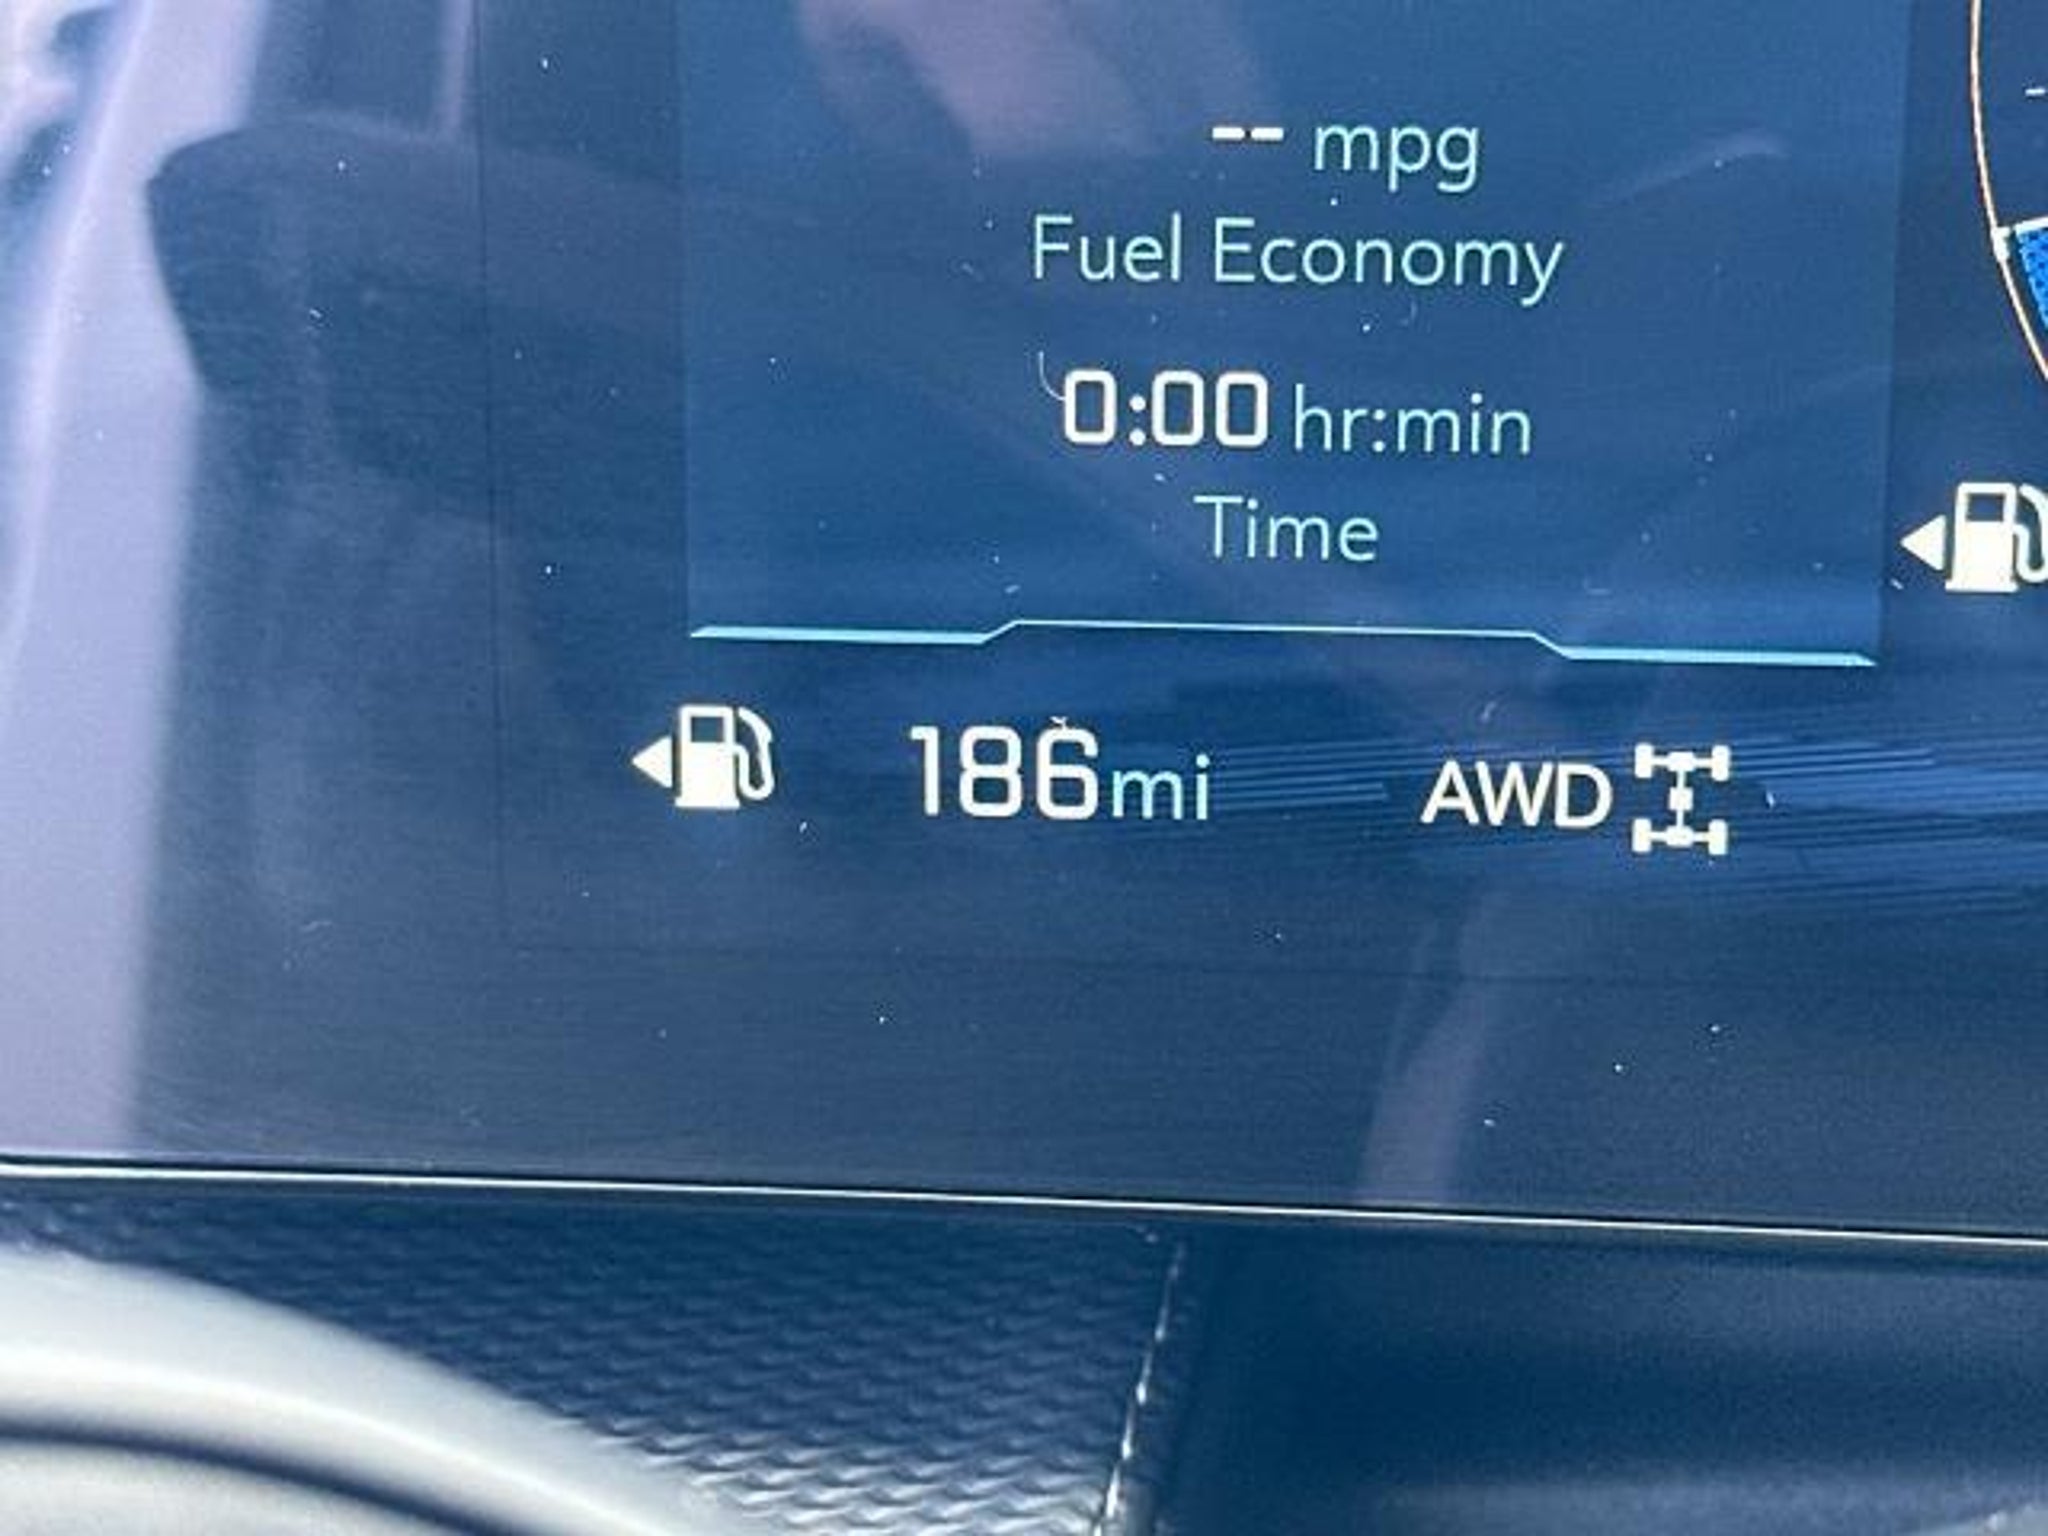 -- mpg
Fuel Economy
0:00 hr:min
Time
186mi AWD